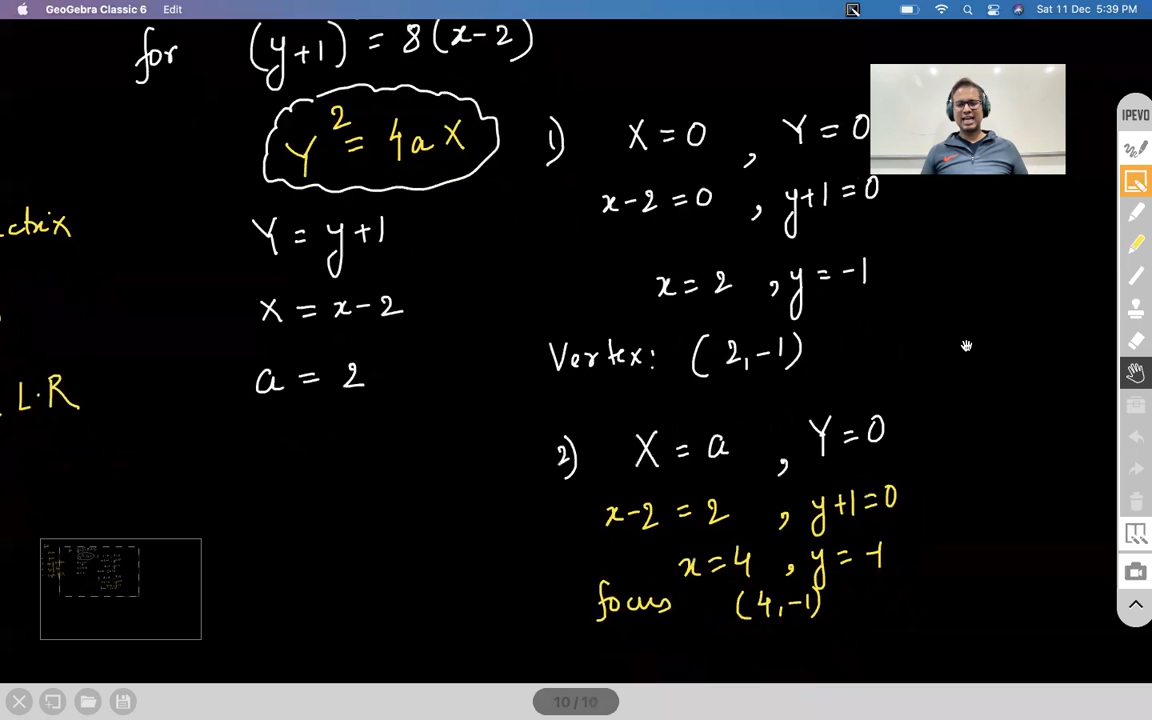 GeoGebra Classic 6 Edit Sat 11 Dec 5:39 PM
for (y+1) = 8(x-2)
Y² = 4aX
ctrix
Y = y+1
X = x-2
a = 2
L.R
1) X = 0 , Y = 0
x-2 = 0 , y+1 = 0
x = 2 , y = -1
Vertex: (2,-1)
2) X = a , Y = 0
x-2 = 2 , y+1 = 0
x = 4 , y = -1
focus (4,-1)
IPEVO
10 / 10